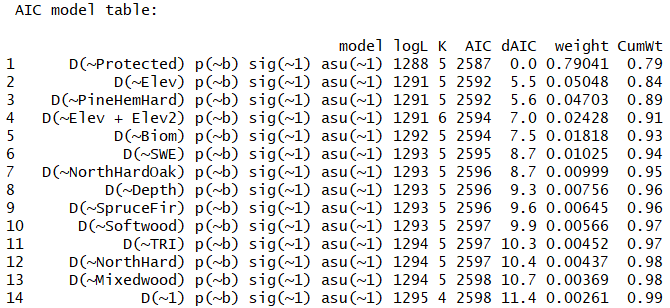 AIC model table:
model logL K AIC dAIC weight CumWt
1 D(~Protected) p(~b) sig(~1) asu(~1) 1288 5 2587 0.0 0.79041 0.79
2 D(~Elev) p(~b) sig(~1) asu(~1) 1291 5 2592 5.5 0.05048 0.84
3 D(~PineHemHard) p(~b) sig(~1) asu(~1) 1291 5 2592 5.6 0.04703 0.89
4 D(~Elev + Elev2) p(~b) sig(~1) asu(~1) 1291 6 2594 7.0 0.02428 0.91
5 D(~Biom) p(~b) sig(~1) asu(~1) 1292 5 2594 7.5 0.01818 0.93
6 D(~SWE) p(~b) sig(~1) asu(~1) 1293 5 2595 8.7 0.01025 0.94
7 D(~NorthHardOak) p(~b) sig(~1) asu(~1) 1293 5 2596 8.7 0.00999 0.95
8 D(~Depth) p(~b) sig(~1) asu(~1) 1293 5 2596 9.3 0.00756 0.96
9 D(~SpruceFir) p(~b) sig(~1) asu(~1) 1293 5 2596 9.6 0.00645 0.96
10 D(~Softwood) p(~b) sig(~1) asu(~1) 1293 5 2597 9.9 0.00566 0.97
11 D(~TRI) p(~b) sig(~1) asu(~1) 1294 5 2597 10.3 0.00452 0.97
12 D(~NorthHard) p(~b) sig(~1) asu(~1) 1294 5 2597 10.4 0.00437 0.98
13 D(~Mixedwood) p(~b) sig(~1) asu(~1) 1294 5 2598 10.7 0.00369 0.98
14 D(~1) p(~b) sig(~1) asu(~1) 1295 4 2598 11.4 0.00261 0.99